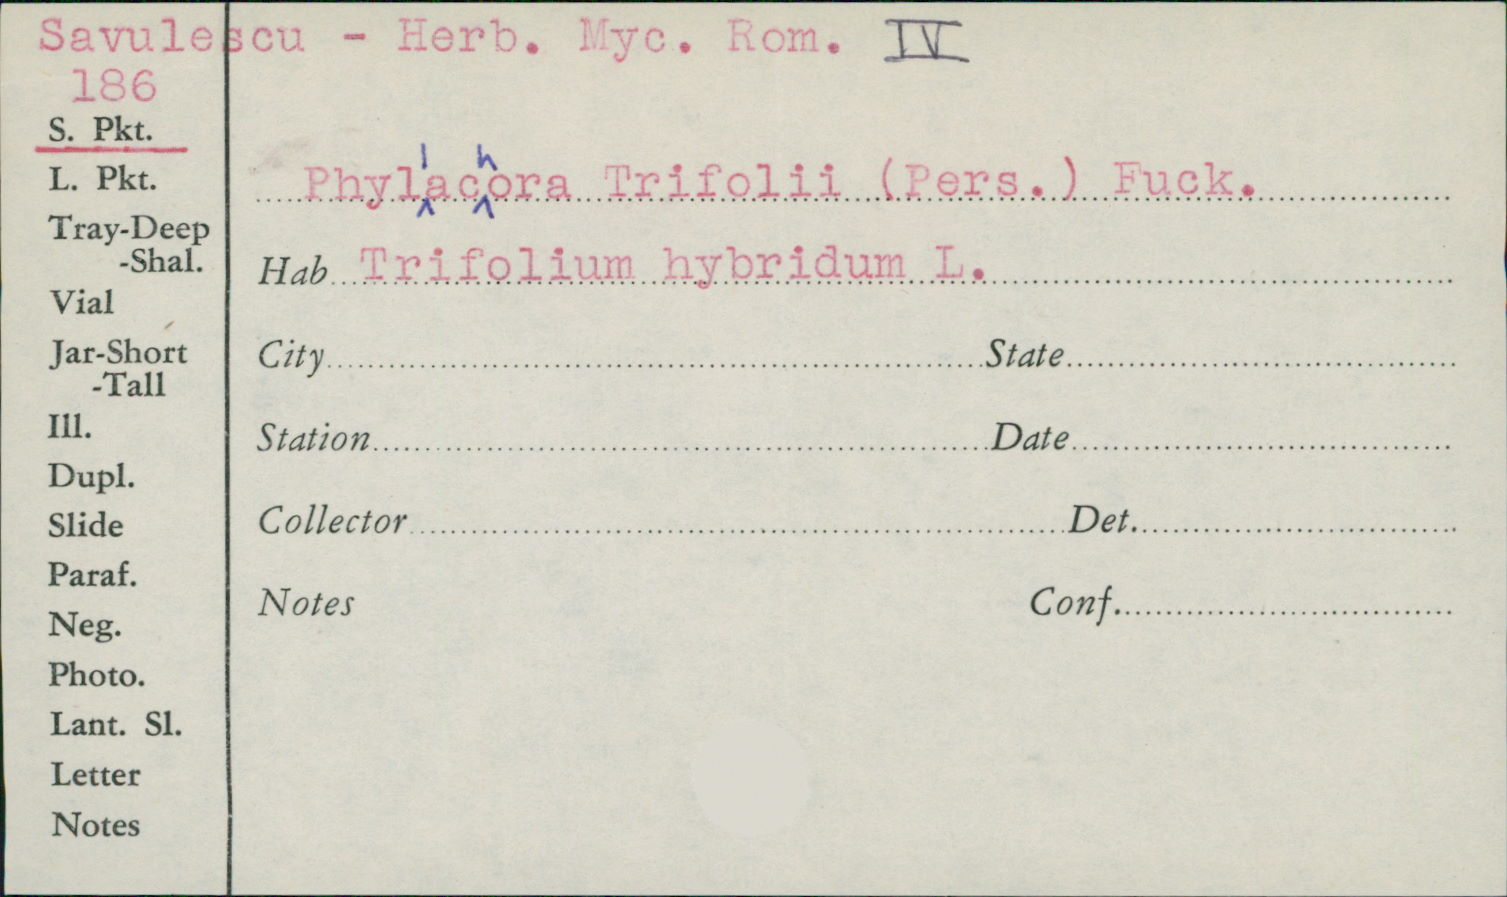 Savulescu - Herb. Myc. Rom. IV
186
S. Pkt.
L. Pkt.
Tray-Deep
-Shal.
Vial
Jar-Short
-Tall
Ill.
Dupl.
Slide
Paraf.
Neg.
Photo.
Lant. Sl.
Letter
Notes
l h
Phylacora Trifolii (Pers.) Fuck.
Hab Trifolium hybridum L.
City State
Station Date
Collector Det.
Notes Conf.